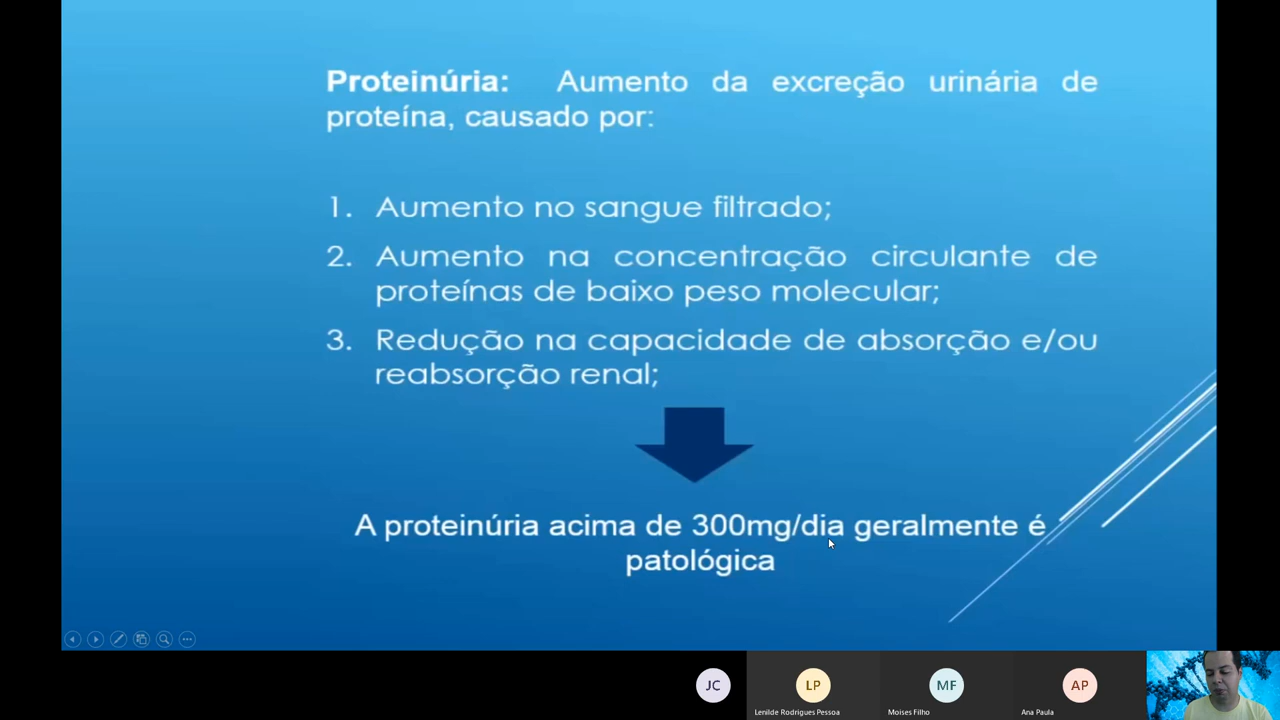 Proteinúria: Aumento da excreção urinária de
proteína, causado por:
1. Aumento no sangue filtrado;
2. Aumento na concentração circulante de
proteínas de baixo peso molecular;
3. Redução na capacidade de absorção e/ou
reabsorção renal;
A proteinúria acima de 300mg/dia geralmente é
patológica
JC
LP
MF
AP
Lenilde Rodrigues Pessoa
Moises Filho
Ana Paula